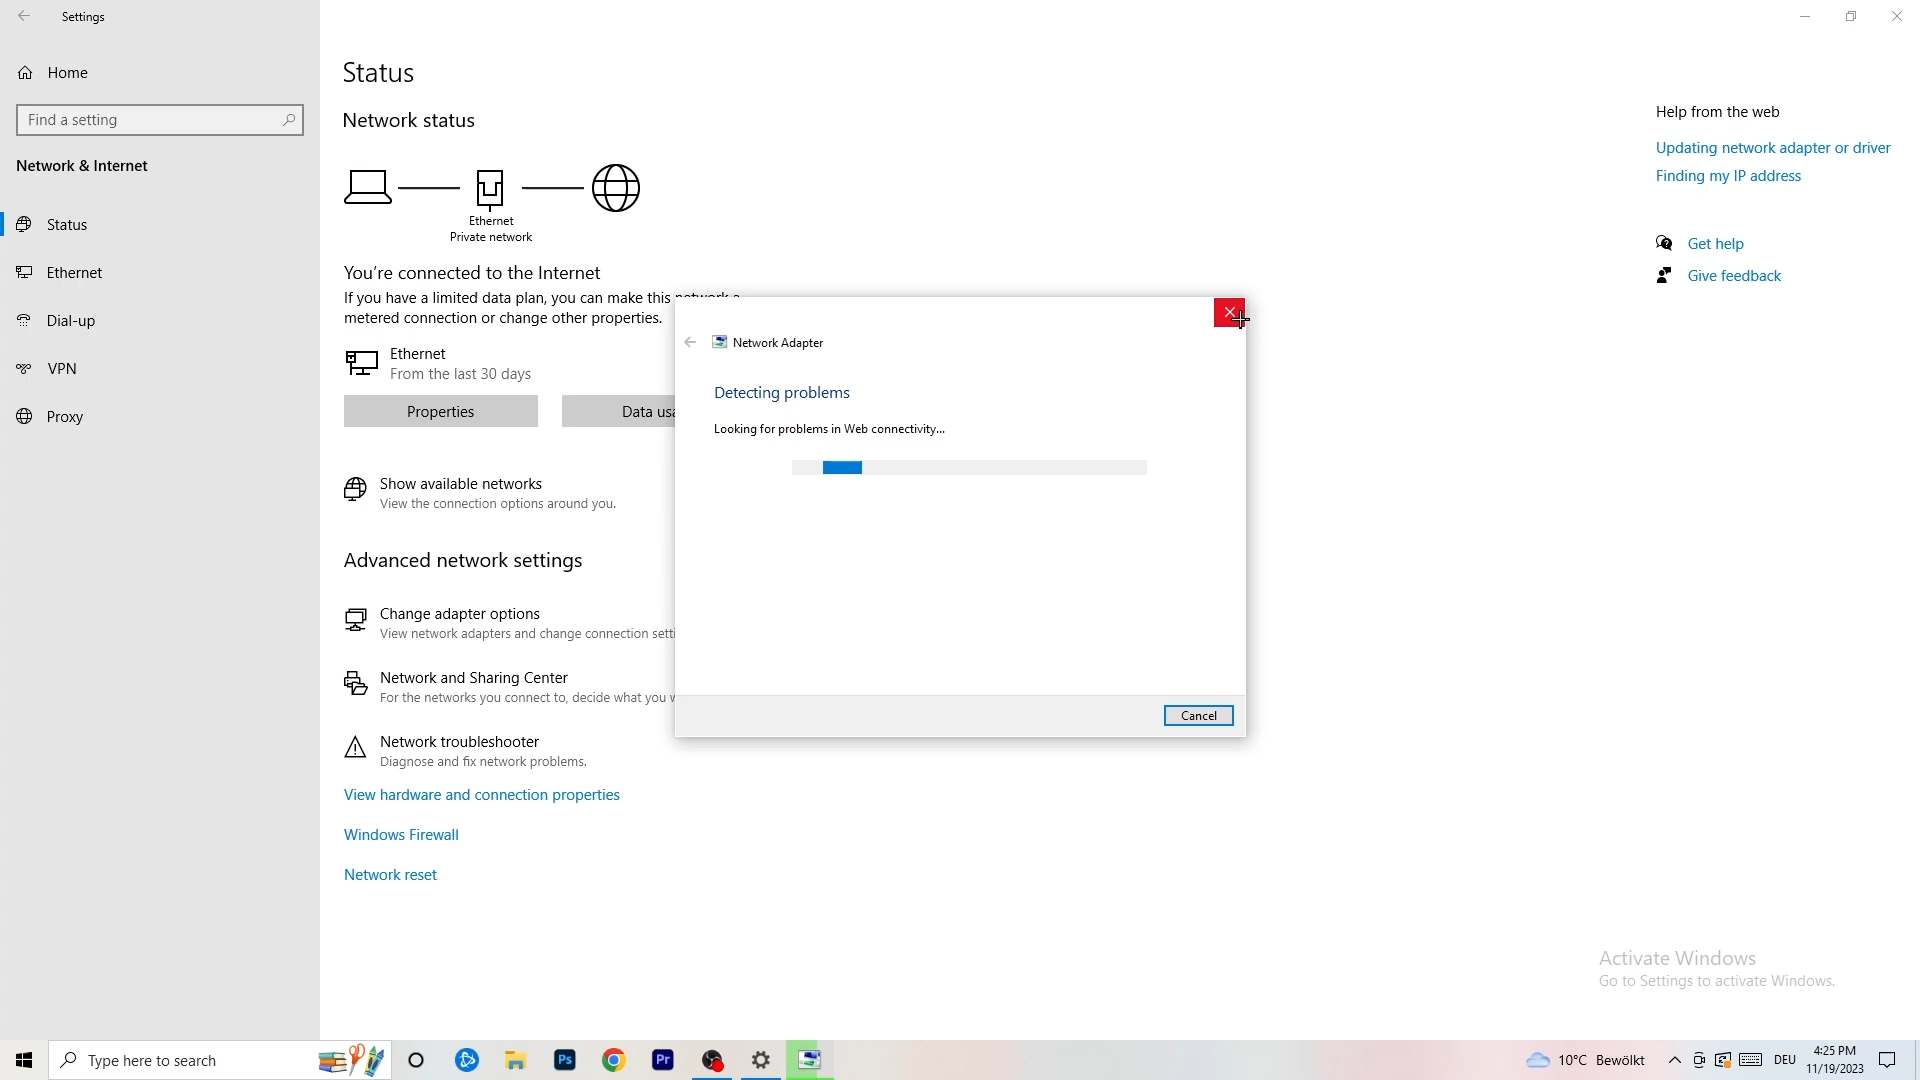 Settings
Home
Find a setting
Network & Internet
Status
Ethernet
Dial-up
VPN
Proxy
Status
Network status
Ethernet
Private network
You're connected to the Internet
If you have a limited data plan, you can make this network a
metered connection or change other properties.
Ethernet
From the last 30 days
Properties
Data usa
Show available networks
View the connection options around you.
Advanced network settings
Change adapter options
View network adapters and change connection setti
Network and Sharing Center
For the networks you connect to, decide what you w
Network troubleshooter
Diagnose and fix network problems.
View hardware and connection properties
Windows Firewall
Network reset
Network Adapter
Detecting problems
Looking for problems in Web connectivity...
Cancel
Help from the web
Updating network adapter or driver
Finding my IP address
Get help
Give feedback
Activate Windows
Go to Settings to activate Windows.
Type here to search
Ps
Pr
10°C Bewölkt
DEU
4:25 PM
11/19/2023